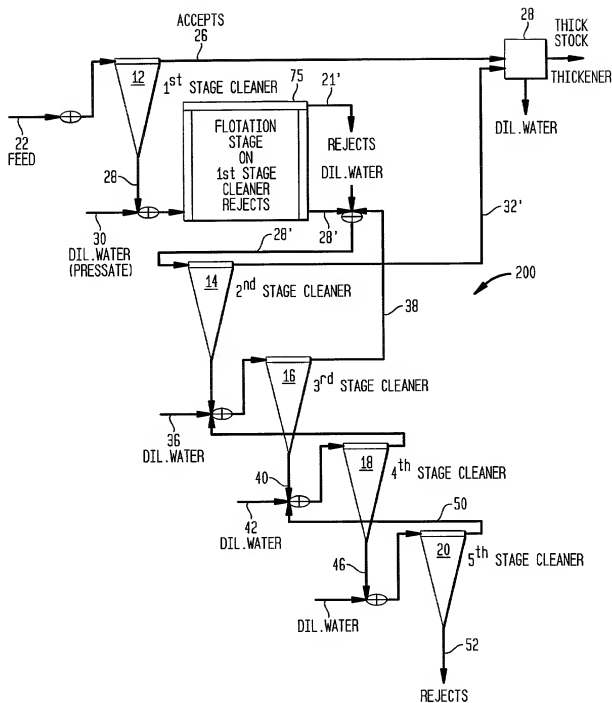 ACCEPTS
26
28
THICK
STOCK
THICKENER
DIL.WATER
12
1st STAGE CLEANER
75
21'
22
FEED
FLOTATION
STAGE
ON
1st STAGE
CLEANER
REJECTS
REJECTS
DIL.WATER
28
30
DIL.WATER
(PRESSATE)
28'
28'
32'
200
14
2nd STAGE CLEANER
38
16
3rd STAGE CLEANER
36
DIL.WATER
18
4th STAGE CLEANER
40
42
DIL.WATER
50
20
5th STAGE CLEANER
46
DIL.WATER
52
REJECTS